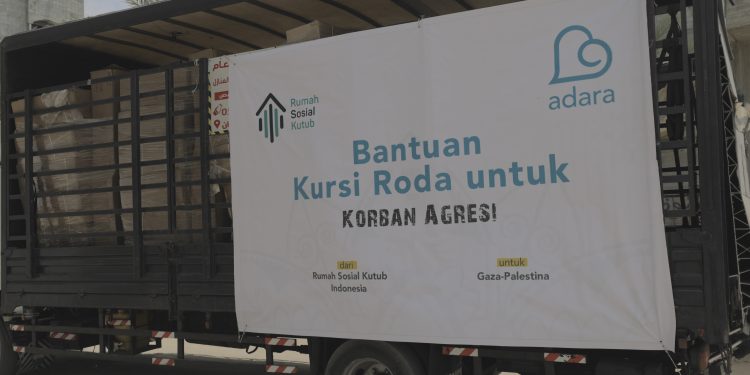 Rumah
Sosial
Kutub
adara
Bantuan
Kursi Roda untuk
KORBAN AGRESI
dari
Rumah Sosial Kutub
Indonesia
untuk
Gaza-Palestina